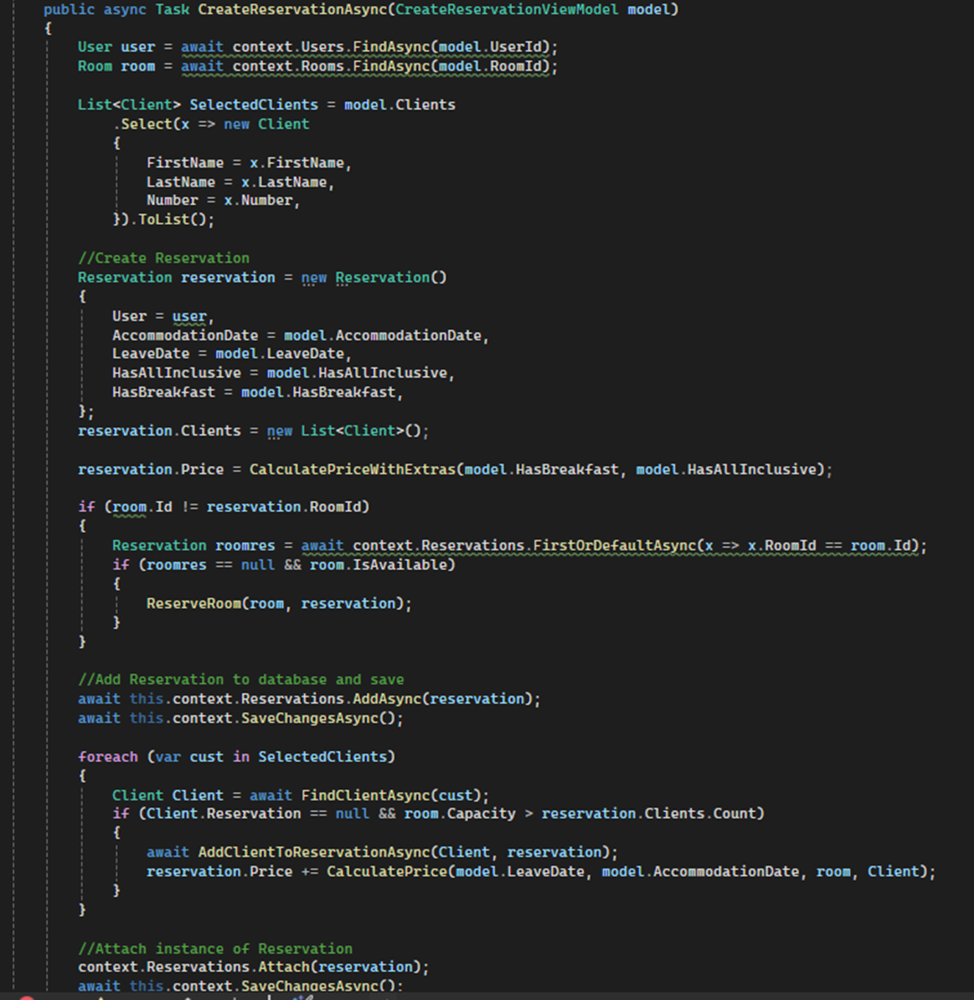 public async Task CreateReservationAsync(CreateReservationViewModel model)
{
    User user = await context.Users.FindAsync(model.UserId);
    Room room = await context.Rooms.FindAsync(model.RoomId);

    List<Client> SelectedClients = model.Clients
        .Select(x => new Client
        {
            FirstName = x.FirstName,
            LastName = x.LastName,
            Number = x.Number,
        }).ToList();

    //Create Reservation
    Reservation reservation = new Reservation()
    {
        User = user,
        AccommodationDate = model.AccommodationDate,
        LeaveDate = model.LeaveDate,
        HasAllInclusive = model.HasAllInclusive,
        HasBreakfast = model.HasBreakfast,
    };
    reservation.Clients = new List<Client>();

    reservation.Price = CalculatePriceWithExtras(model.HasBreakfast, model.HasAllInclusive);

    if (room.Id != reservation.RoomId)
    {
        Reservation roomres = await context.Reservations.FirstOrDefaultAsync(x => x.RoomId == room.Id);
        if (roomres == null && room.IsAvailable)
        {
            ReserveRoom(room, reservation);
        }
    }

    //Add Reservation to database and save
    await this.context.Reservations.AddAsync(reservation);
    await this.context.SaveChangesAsync();

    foreach (var cust in SelectedClients)
    {
        Client Client = await FindClientAsync(cust);
        if (Client.Reservation == null && room.Capacity > reservation.Clients.Count)
        {
            await AddClientToReservationAsync(Client, reservation);
            reservation.Price += CalculatePrice(model.LeaveDate, model.AccommodationDate, room, Client);
        }
    }

    //Attach instance of Reservation
    context.Reservations.Attach(reservation);
    await this.context.SaveChangesAsync();